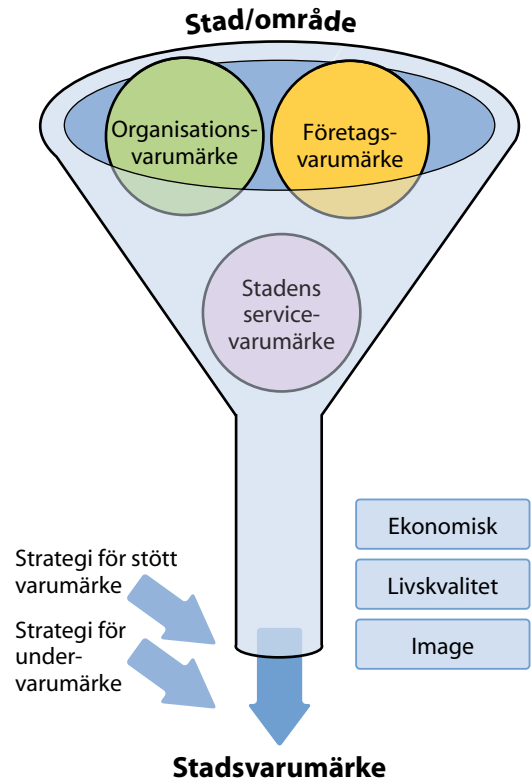 Stad/område
Organisations-
varumärke
Företags-
varumärke
Stadens
service-
varumärke
Ekonomisk
Livskvalitet
Image
Strategi för stött
varumärke
Strategi för
under-
varumärke
Stadsvarumärke